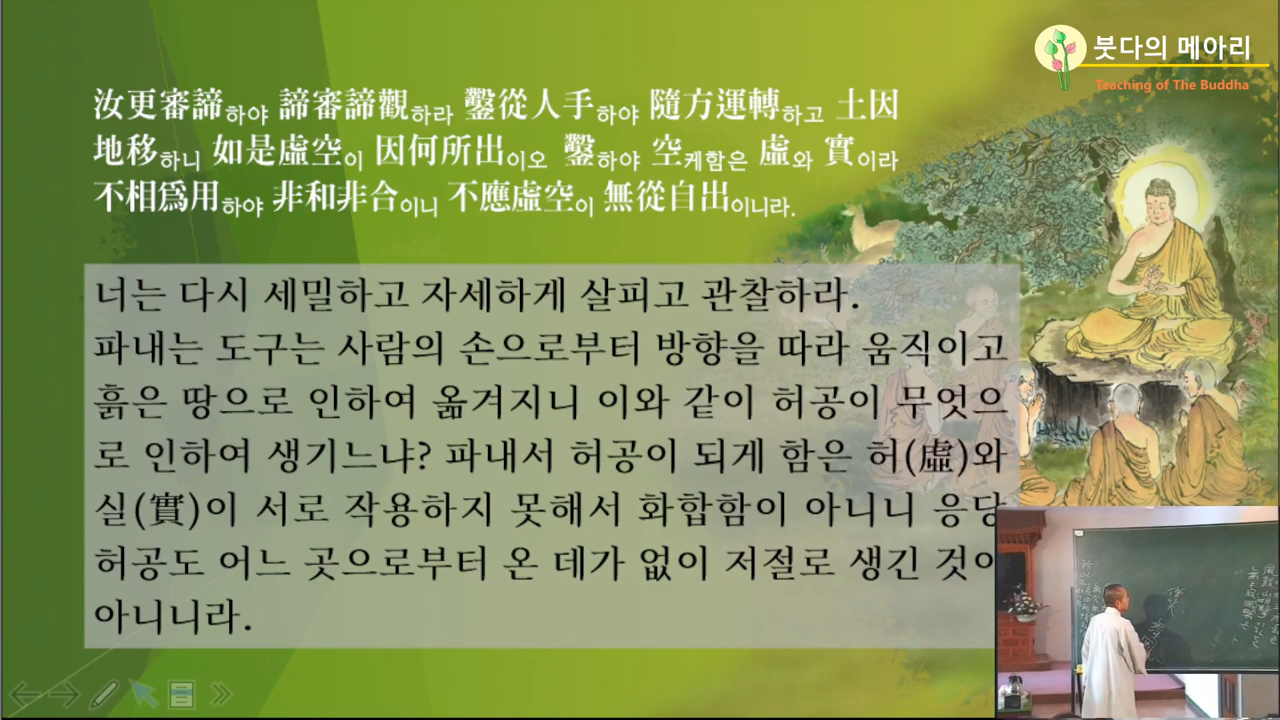 붓다의 메아리
Teaching of The Buddha
汝更審諦하야 諦審諦觀하라 鑿從人手하야 隨方運轉하고 土因
地移하니 如是虛空이 因何所出이오 鑿하야 空케함은 虛와 實이라
不相爲用하야 非和非合이니 不應虛空이 無從自出이니라.
너는 다시 세밀하고 자세하게 살피고 관찰하라.
파내는 도구는 사람의 손으로부터 방향을 따라 움직이고
흙은 땅으로 인하여 옮겨지니 이와 같이 허공이 무엇으
로 인하여 생기느냐? 파내서 허공이 되게 함은 허(虛)와
실(實)이 서로 작용하지 못해서 화합함이 아니니 응당
허공도 어느 곳으로부터 온 데가 없이 저절로 생긴 것이
아니니라.